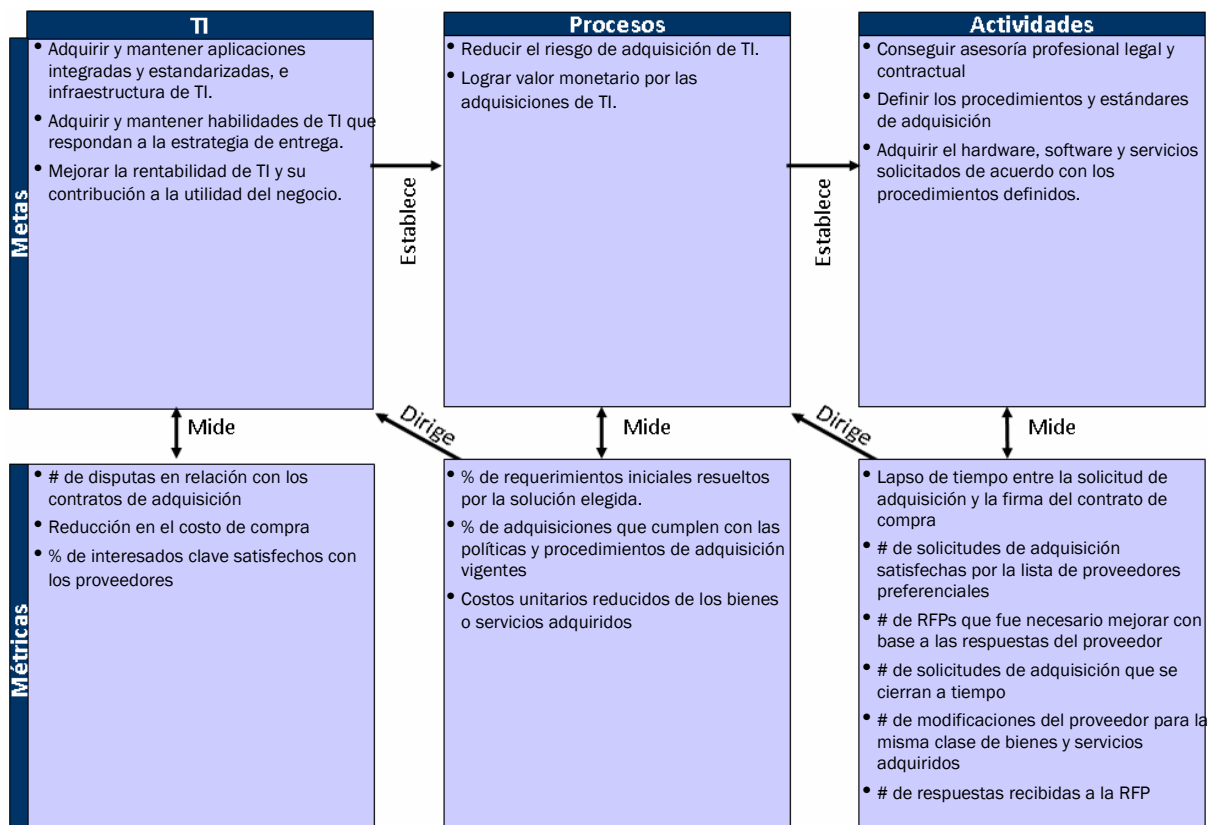 TI
Procesos
Actividades
Metas
• Adquirir y mantener aplicaciones
integradas y estandarizadas, e
infraestructura de TI.
• Adquirir y mantener habilidades de TI que
respondan a la estrategia de entrega.
• Mejorar la rentabilidad de TI y su
contribución a la utilidad del negocio.
Establece
• Reducir el riesgo de adquisición de TI.
• Lograr valor monetario por las
adquisiciones de TI.
Establece
• Conseguir asesoría profesional legal y
contractual
• Definir los procedimientos y estándares
de adquisición
• Adquirir el hardware, software y servicios
solicitados de acuerdo con los
procedimientos definidos.
Mide
Dirige
Mide
Dirige
Mide
Métricas
• # de disputas en relación con los
contratos de adquisición
• Reducción en el costo de compra
• % de interesados clave satisfechos con
los proveedores
• % de requerimientos iniciales resueltos
por la solución elegida.
• % de adquisiciones que cumplen con las
políticas y procedimientos de adquisición
vigentes
• Costos unitarios reducidos de los bienes
o servicios adquiridos
• Lapso de tiempo entre la solicitud de
adquisición y la firma del contrato de
compra
• # de solicitudes de adquisición
satisfechas por la lista de proveedores
preferenciales
• # de RFPs que fue necesario mejorar con
base a las respuestas del proveedor
• # de solicitudes de adquisición que se
cierran a tiempo
• # de modificaciones del proveedor para la
misma clase de bienes y servicios
adquiridos
• # de respuestas recibidas a la RFP